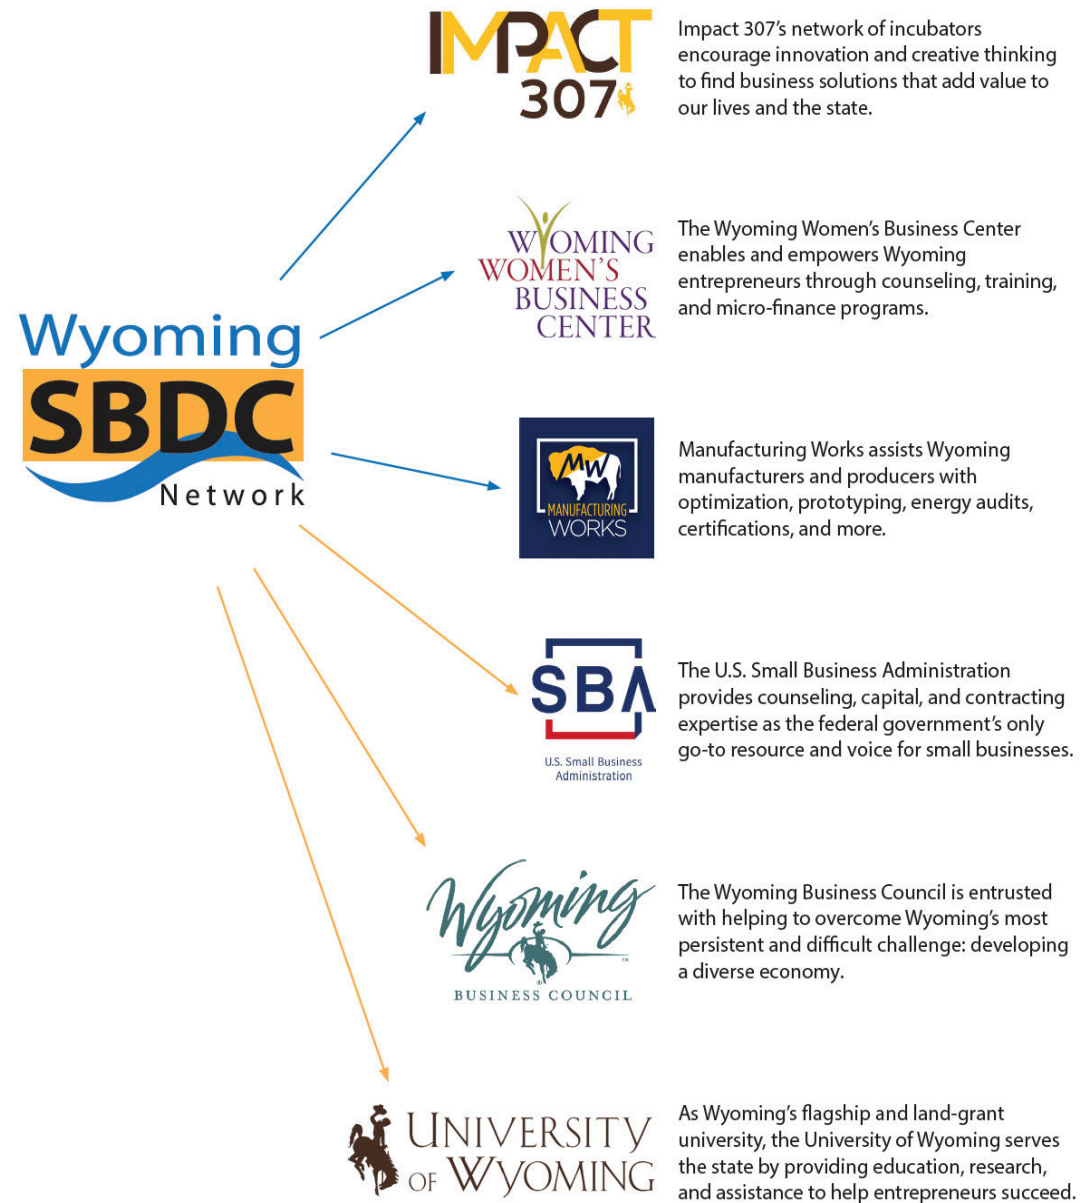 IMPACT
307
Impact 307’s network of incubators
encourage innovation and creative thinking
to find business solutions that add value to
our lives and the state.
WYOMING
WOMEN’S
BUSINESS
CENTER
The Wyoming Women’s Business Center
enables and empowers Wyoming
entrepreneurs through counseling, training,
and micro-finance programs.
Wyoming
SBDC
Network
MW
MANUFACTURING
WORKS
Manufacturing Works assists Wyoming
manufacturers and producers with
optimization, prototyping, energy audits,
certifications, and more.
SBA
U.S. Small Business
Administration
The U.S. Small Business Administration
provides counseling, capital, and contracting
expertise as the federal government’s only
go-to resource and voice for small businesses.
Wyoming
™
®
BUSINESS COUNCIL
The Wyoming Business Council is entrusted
with helping to overcome Wyoming’s most
persistent and difficult challenge: developing
a diverse economy.
UNIVERSITY
OF WYOMING
As Wyoming’s flagship and land-grant
university, the University of Wyoming serves
the state by providing education, research,
and assistance to help entrepreneurs succeed.